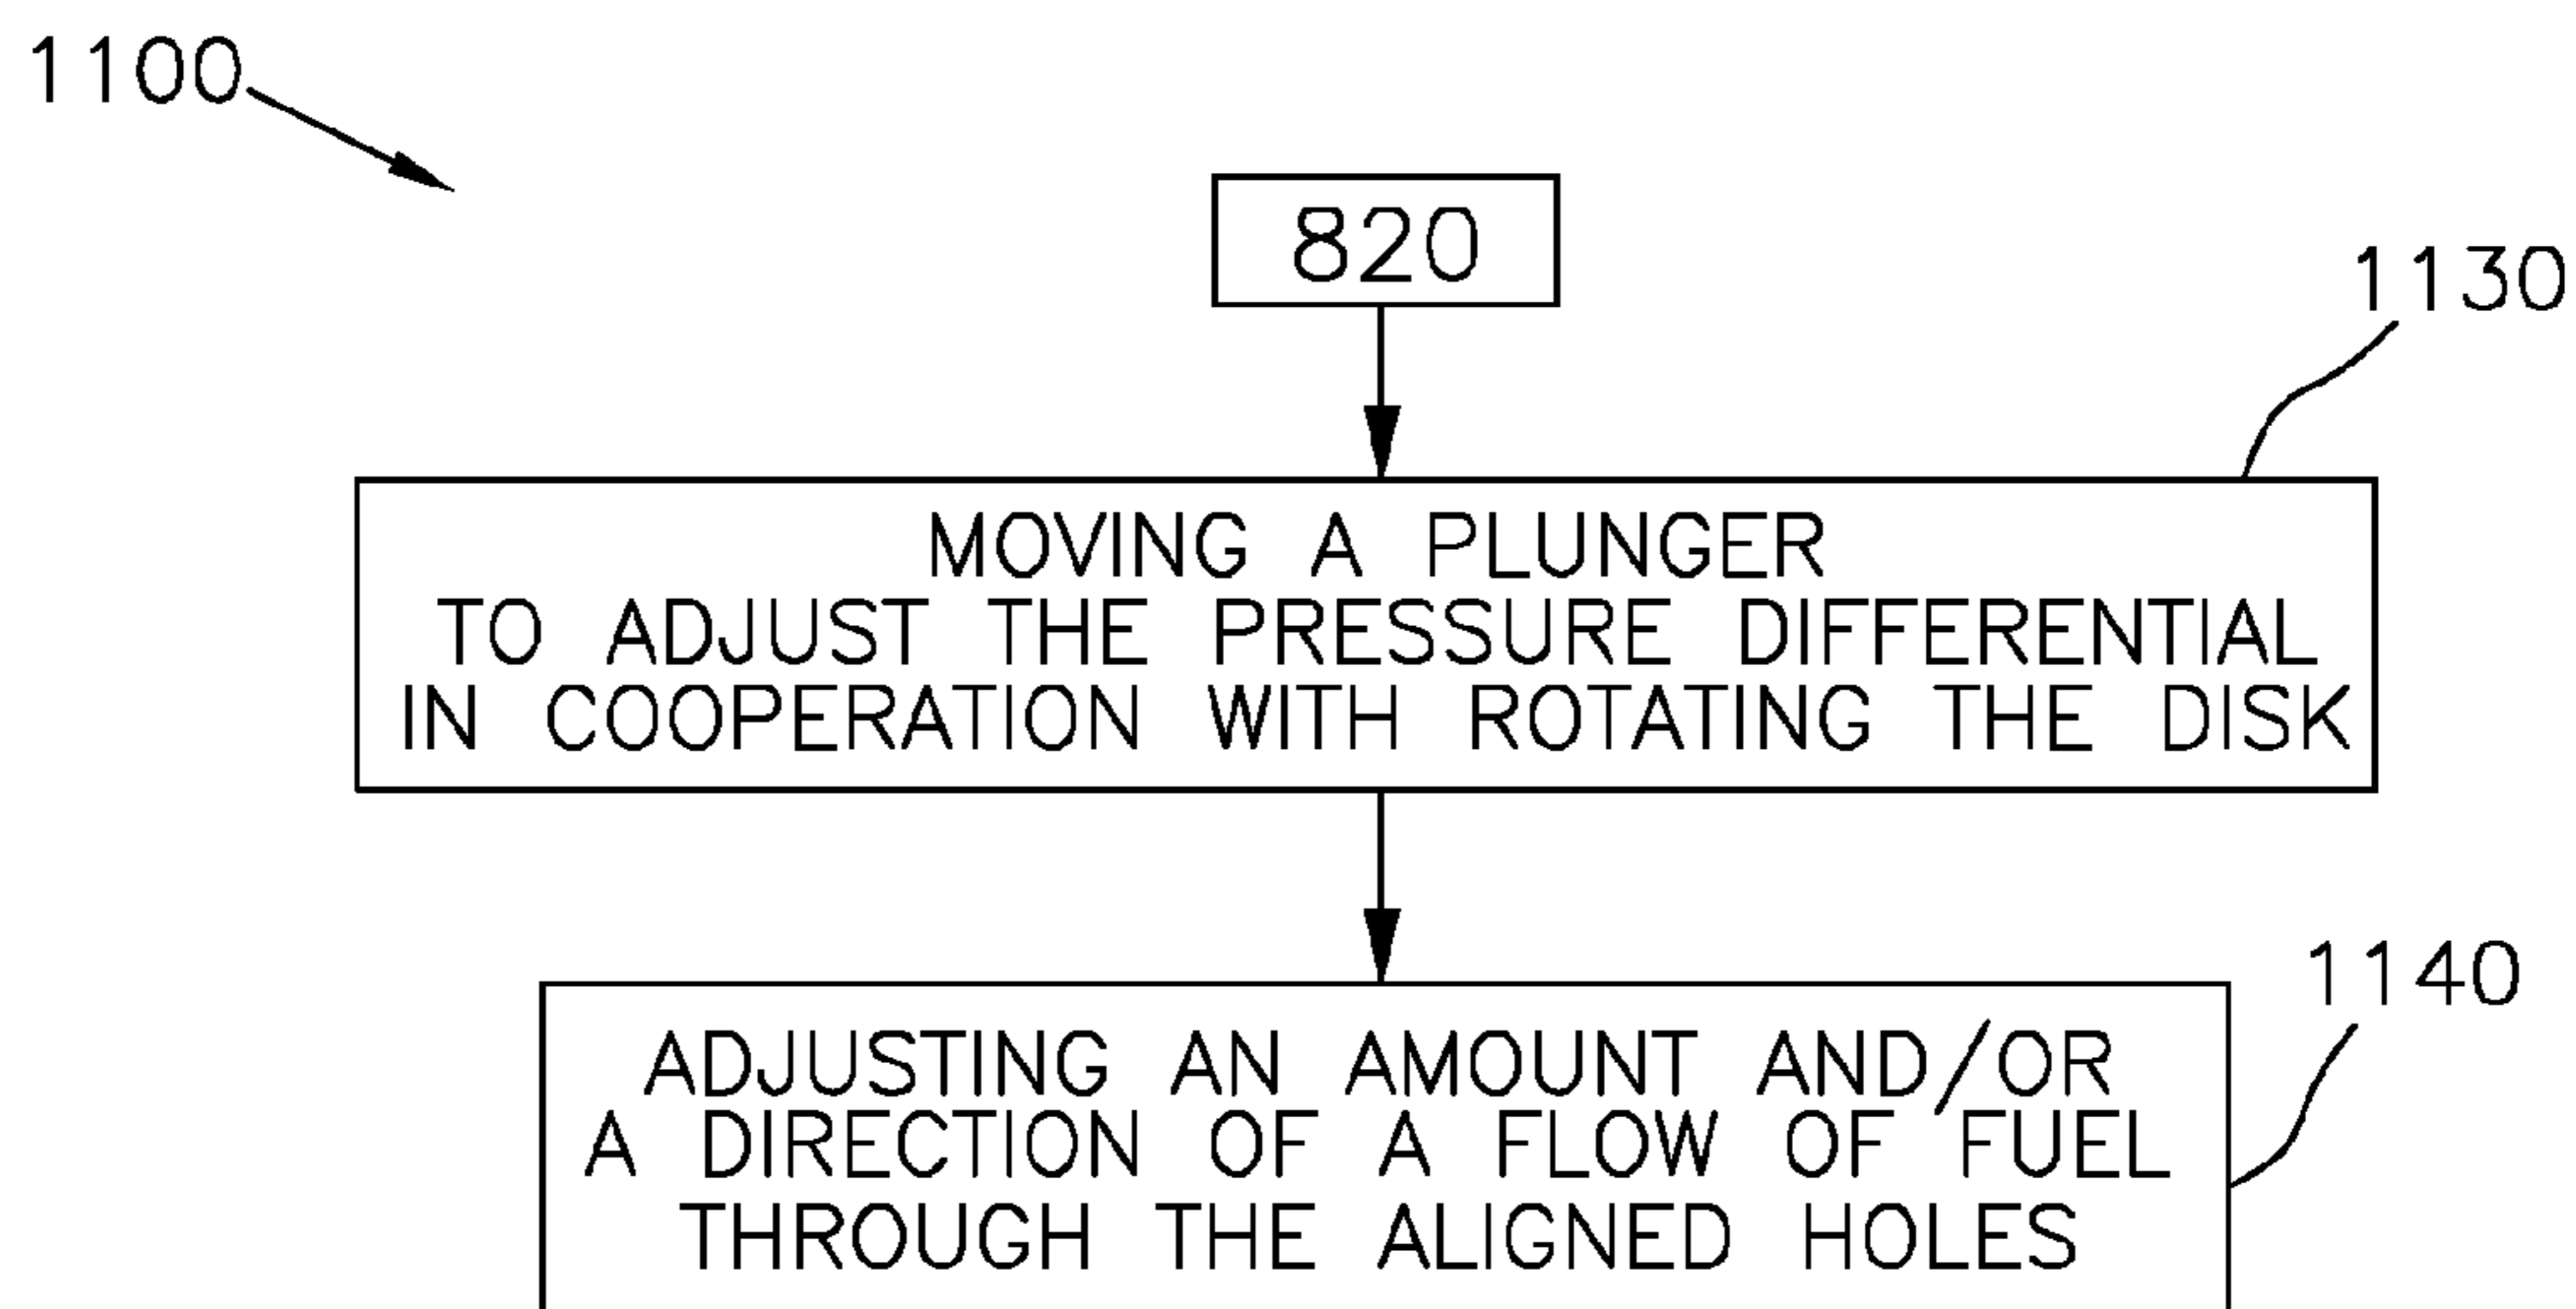 1100
820
1130
MOVING A PLUNGER
TO ADJUST THE PRESSURE DIFFERENTIAL
IN COOPERATION WITH ROTATING THE DISK
1140
ADJUSTING AN AMOUNT AND/OR
A DIRECTION OF A FLOW OF FUEL
THROUGH THE ALIGNED HOLES